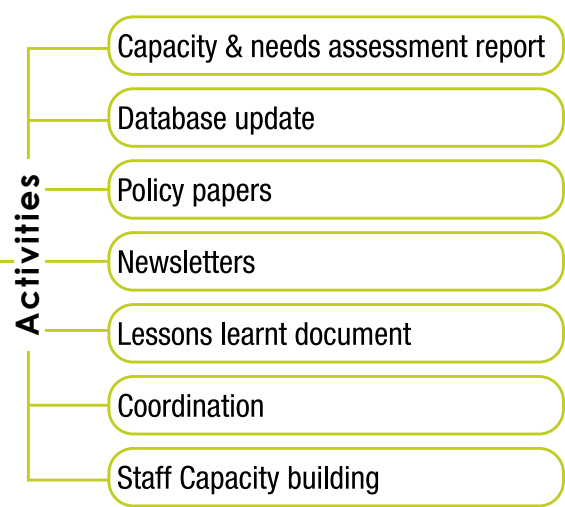 Activities
Capacity & needs assessment report
Database update
Policy papers
Newsletters
Lessons learnt document
Coordination
Staff Capacity building